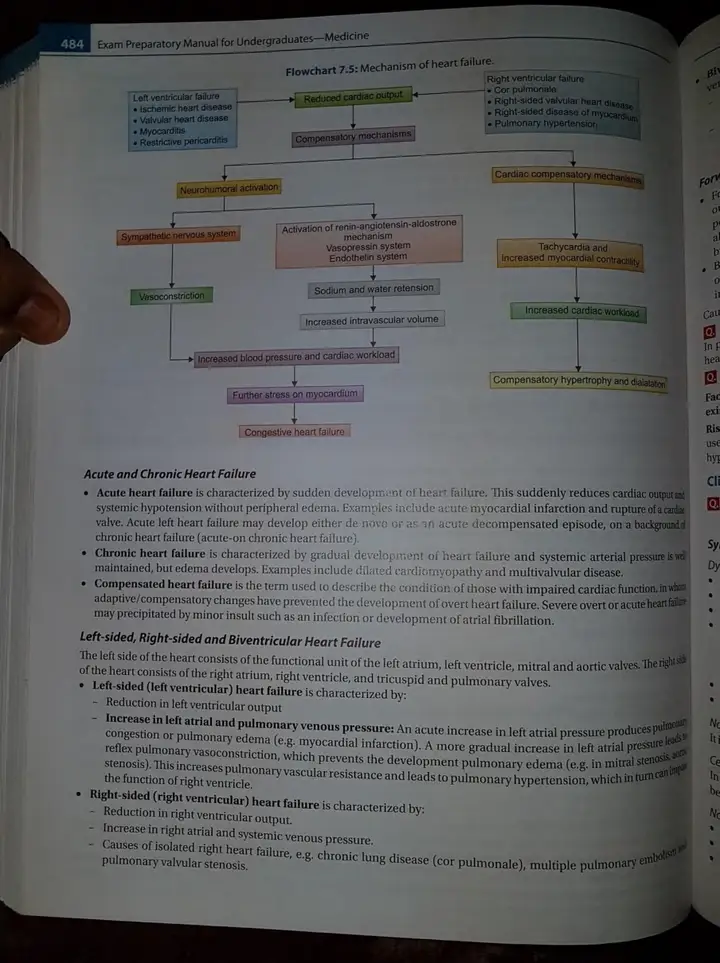 484 Exam Preparatory Manual for Undergraduates—Medicine
Flowchart 7.5: Mechanism of heart failure.
Left ventricular failure
• Ischemic heart disease
• Valvular heart disease
• Myocarditis
• Restrictive pericarditis
Reduced cardiac output
Right ventricular failure
• Cor pulmonale
• Right-sided valvular heart disease
• Right-sided disease of myocardium
• Pulmonary hypertension
Compensatory mechanisms
Neurohumoral activation
Cardiac compensatory mechanisms
Sympathetic nervous system
Activation of renin-angiotensin-aldostrone
mechanism
Vasopressin system
Endothelin system
Tachycardia and
Increased myocardial contractility
Vasoconstriction
Sodium and water retention
Increased intravascular volume
Increased cardiac workload
Increased blood pressure and cardiac workload
Compensatory hypertrophy and dialatation
Further stress on myocardium
Congestive heart failure
Acute and Chronic Heart Failure
• Acute heart failure is characterized by sudden development of heart failure. This suddenly reduces cardiac output and
systemic hypotension without peripheral edema. Examples include acute myocardial infarction and rupture of a cardiac
valve. Acute left heart failure may develop either de novo or as an acute decompensated episode, on a background of
chronic heart failure (acute-on chronic heart failure).
• Chronic heart failure is characterized by gradual development of heart failure and systemic arterial pressure is well
maintained, but edema develops. Examples include dilated cardiomyopathy and multivalvular disease.
• Compensated heart failure is the term used to describe the condition of those with impaired cardiac function, in whom
adaptive/compensatory changes have prevented the development of overt heart failure. Severe overt or acute heart failure
may precipitated by minor insult such as an infection or development of atrial fibrillation.
Left-sided, Right-sided and Biventricular Heart Failure
The left side of the heart consists of the functional unit of the left atrium, left ventricle, mitral and aortic valves. The right side
of the heart consists of the right atrium, right ventricle, and tricuspid and pulmonary valves.
• Left-sided (left ventricular) heart failure is characterized by:
– Reduction in left ventricular output
– Increase in left atrial and pulmonary venous pressure: An acute increase in left atrial pressure produces pulmonary
congestion or pulmonary edema (e.g. myocardial infarction). A more gradual increase in left atrial pressure leads to
reflex pulmonary vasoconstriction, which prevents the development pulmonary edema (e.g. in mitral stenosis, aortic
stenosis). This increases pulmonary vascular resistance and leads to pulmonary hypertension, which in turn can impair
the function of right ventricle.
• Right-sided (right ventricular) heart failure is characterized by:
– Reduction in right ventricular output.
– Increase in right atrial and systemic venous pressure.
– Causes of isolated right heart failure, e.g. chronic lung disease (cor pulmonale), multiple pulmonary embolism and
pulmonary valvular stenosis.